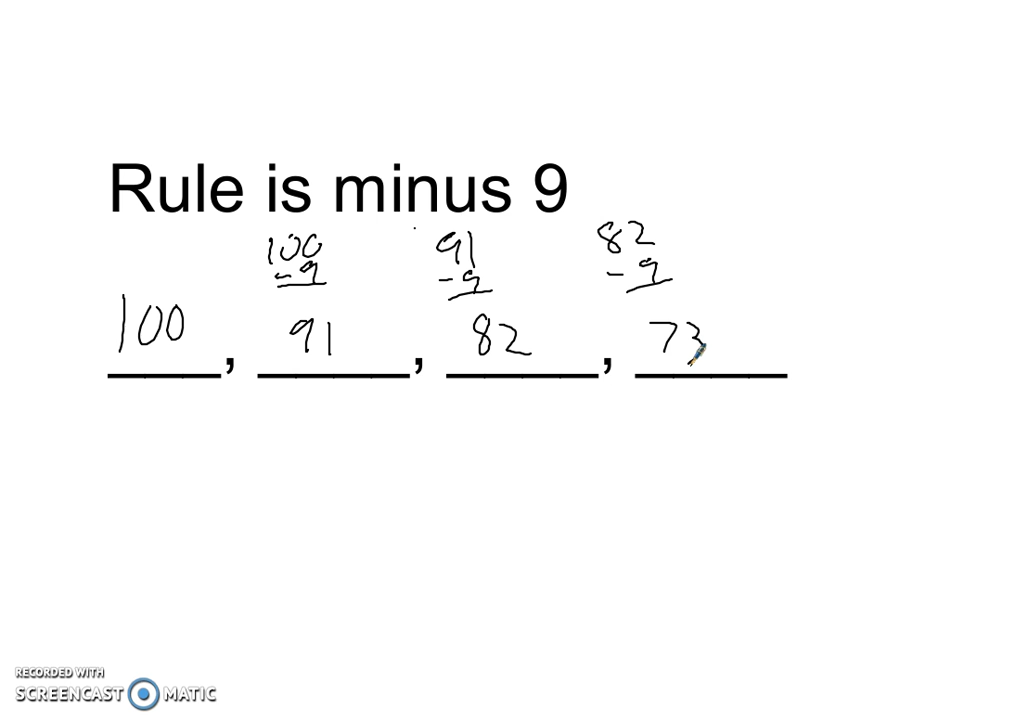 Rule is minus 9
100 91 82
- 9 - 9 - 9
100, 91, 82, 73
RECORDED WITH
SCREENCAST MATIC